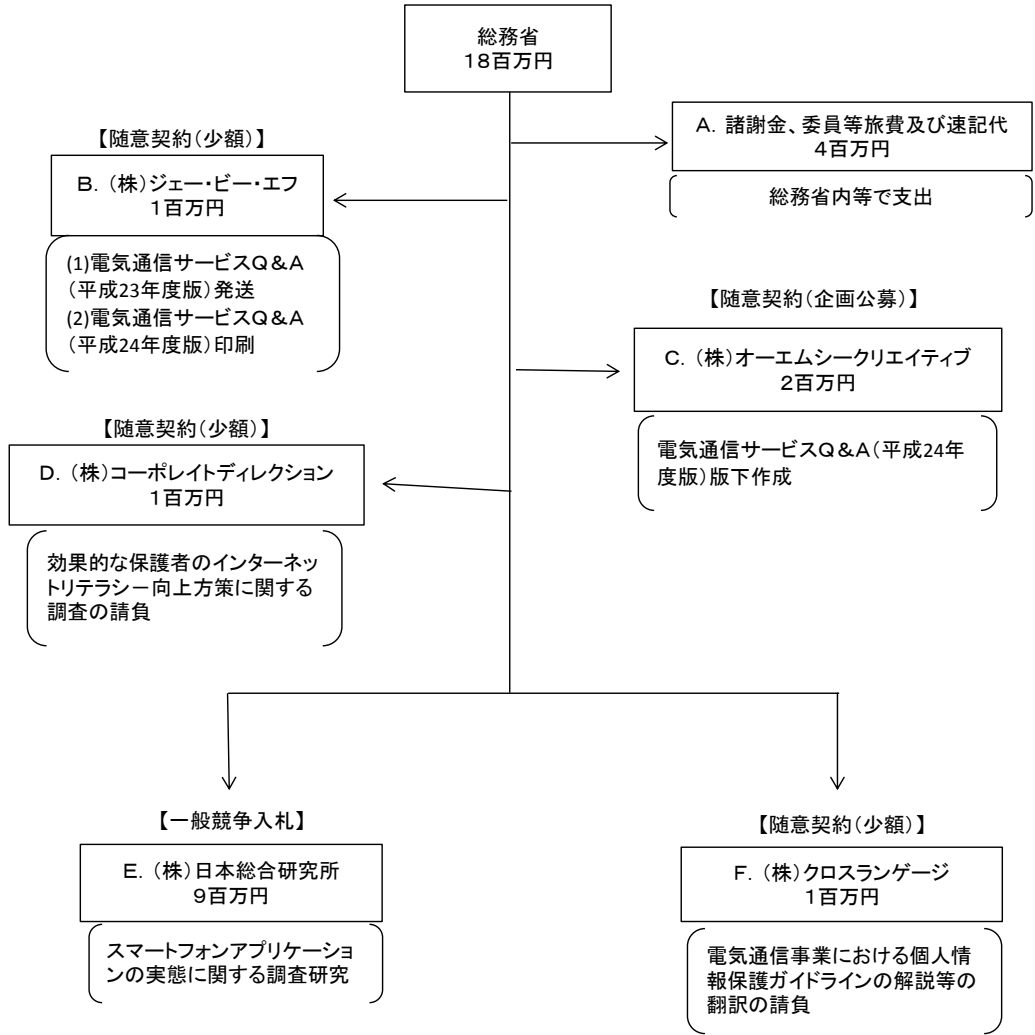 総務省
18百万円
A. 諸謝金、委員等旅費及び速記代
4百万円
総務省内等で支出
【随意契約(少額)】
B. (株)ジェー・ビー・エフ
1百万円
(1)電気通信サービスQ&A
(平成23年度版)発送
(2)電気通信サービスQ&A
(平成24年度版)印刷
【随意契約(企画公募)】
C. (株)オーエムシークリエイティブ
2百万円
電気通信サービスQ&A(平成24年
度版)版下作成
【随意契約(少額)】
D. (株)コーポレイトディレクション
1百万円
効果的な保護者のインターネッ
トリテラシー向上方策に関する
調査の請負
【一般競争入札】
E. (株)日本総合研究所
9百万円
スマートフォンアプリケーショ
ンの実態に関する調査研究
【随意契約(少額)】
F. (株)クロスランゲージ
1百万円
電気通信事業における個人情
報保護ガイドラインの解説等の
翻訳の請負